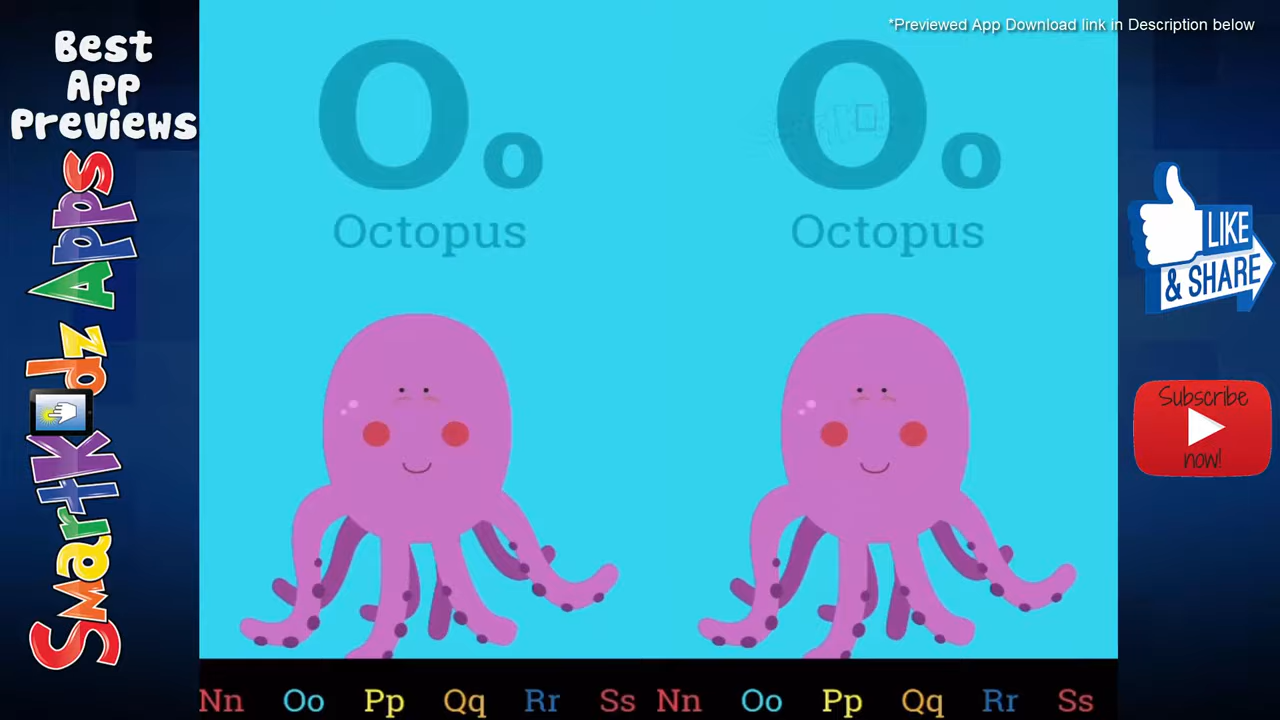 *Previewed App Download link in Description below
Best
App
Previews
SmartKidz Apps
Oo
Octopus
Oo
Octopus
LIKE
& SHARE
Subscribe
now!
Nn Oo Pp Qq Rr Ss Nn Oo Pp Qq Rr Ss